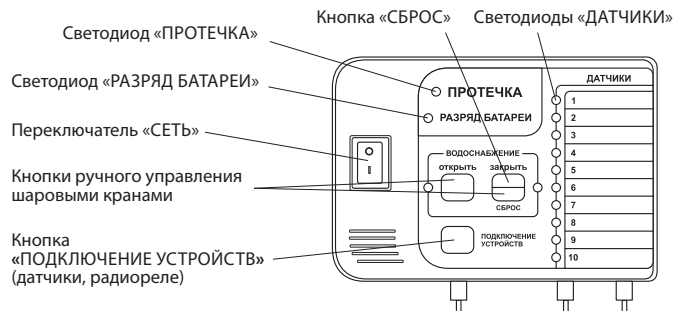 Кнопка «СБРОС»
Светодиоды «ДАТЧИКИ»
Светодиод «ПРОТЕЧКА»
Светодиод «РАЗРЯД БАТАРЕИ»
Переключатель «СЕТЬ»
Кнопки ручного управления
шаровыми кранами
Кнопка
«ПОДКЛЮЧЕНИЕ УСТРОЙСТВ»
(датчики, радиореле)
ПРОТЕЧКА
РАЗРЯД БАТАРЕИ
ВОДОСНАБЖЕНИЕ
открыть
закрыть
СБРОС
ПОДКЛЮЧЕНИЕ
УСТРОЙСТВ
ДАТЧИКИ
1
2
3
4
5
6
7
8
9
10